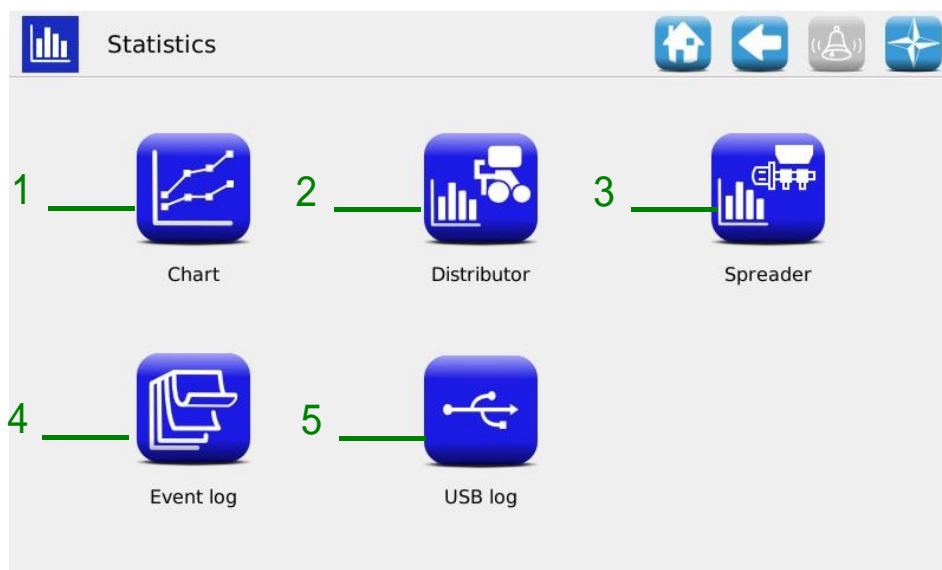 Statistics
1
2
3
Chart
Distributor
Spreader
4
5
Event log
USB log